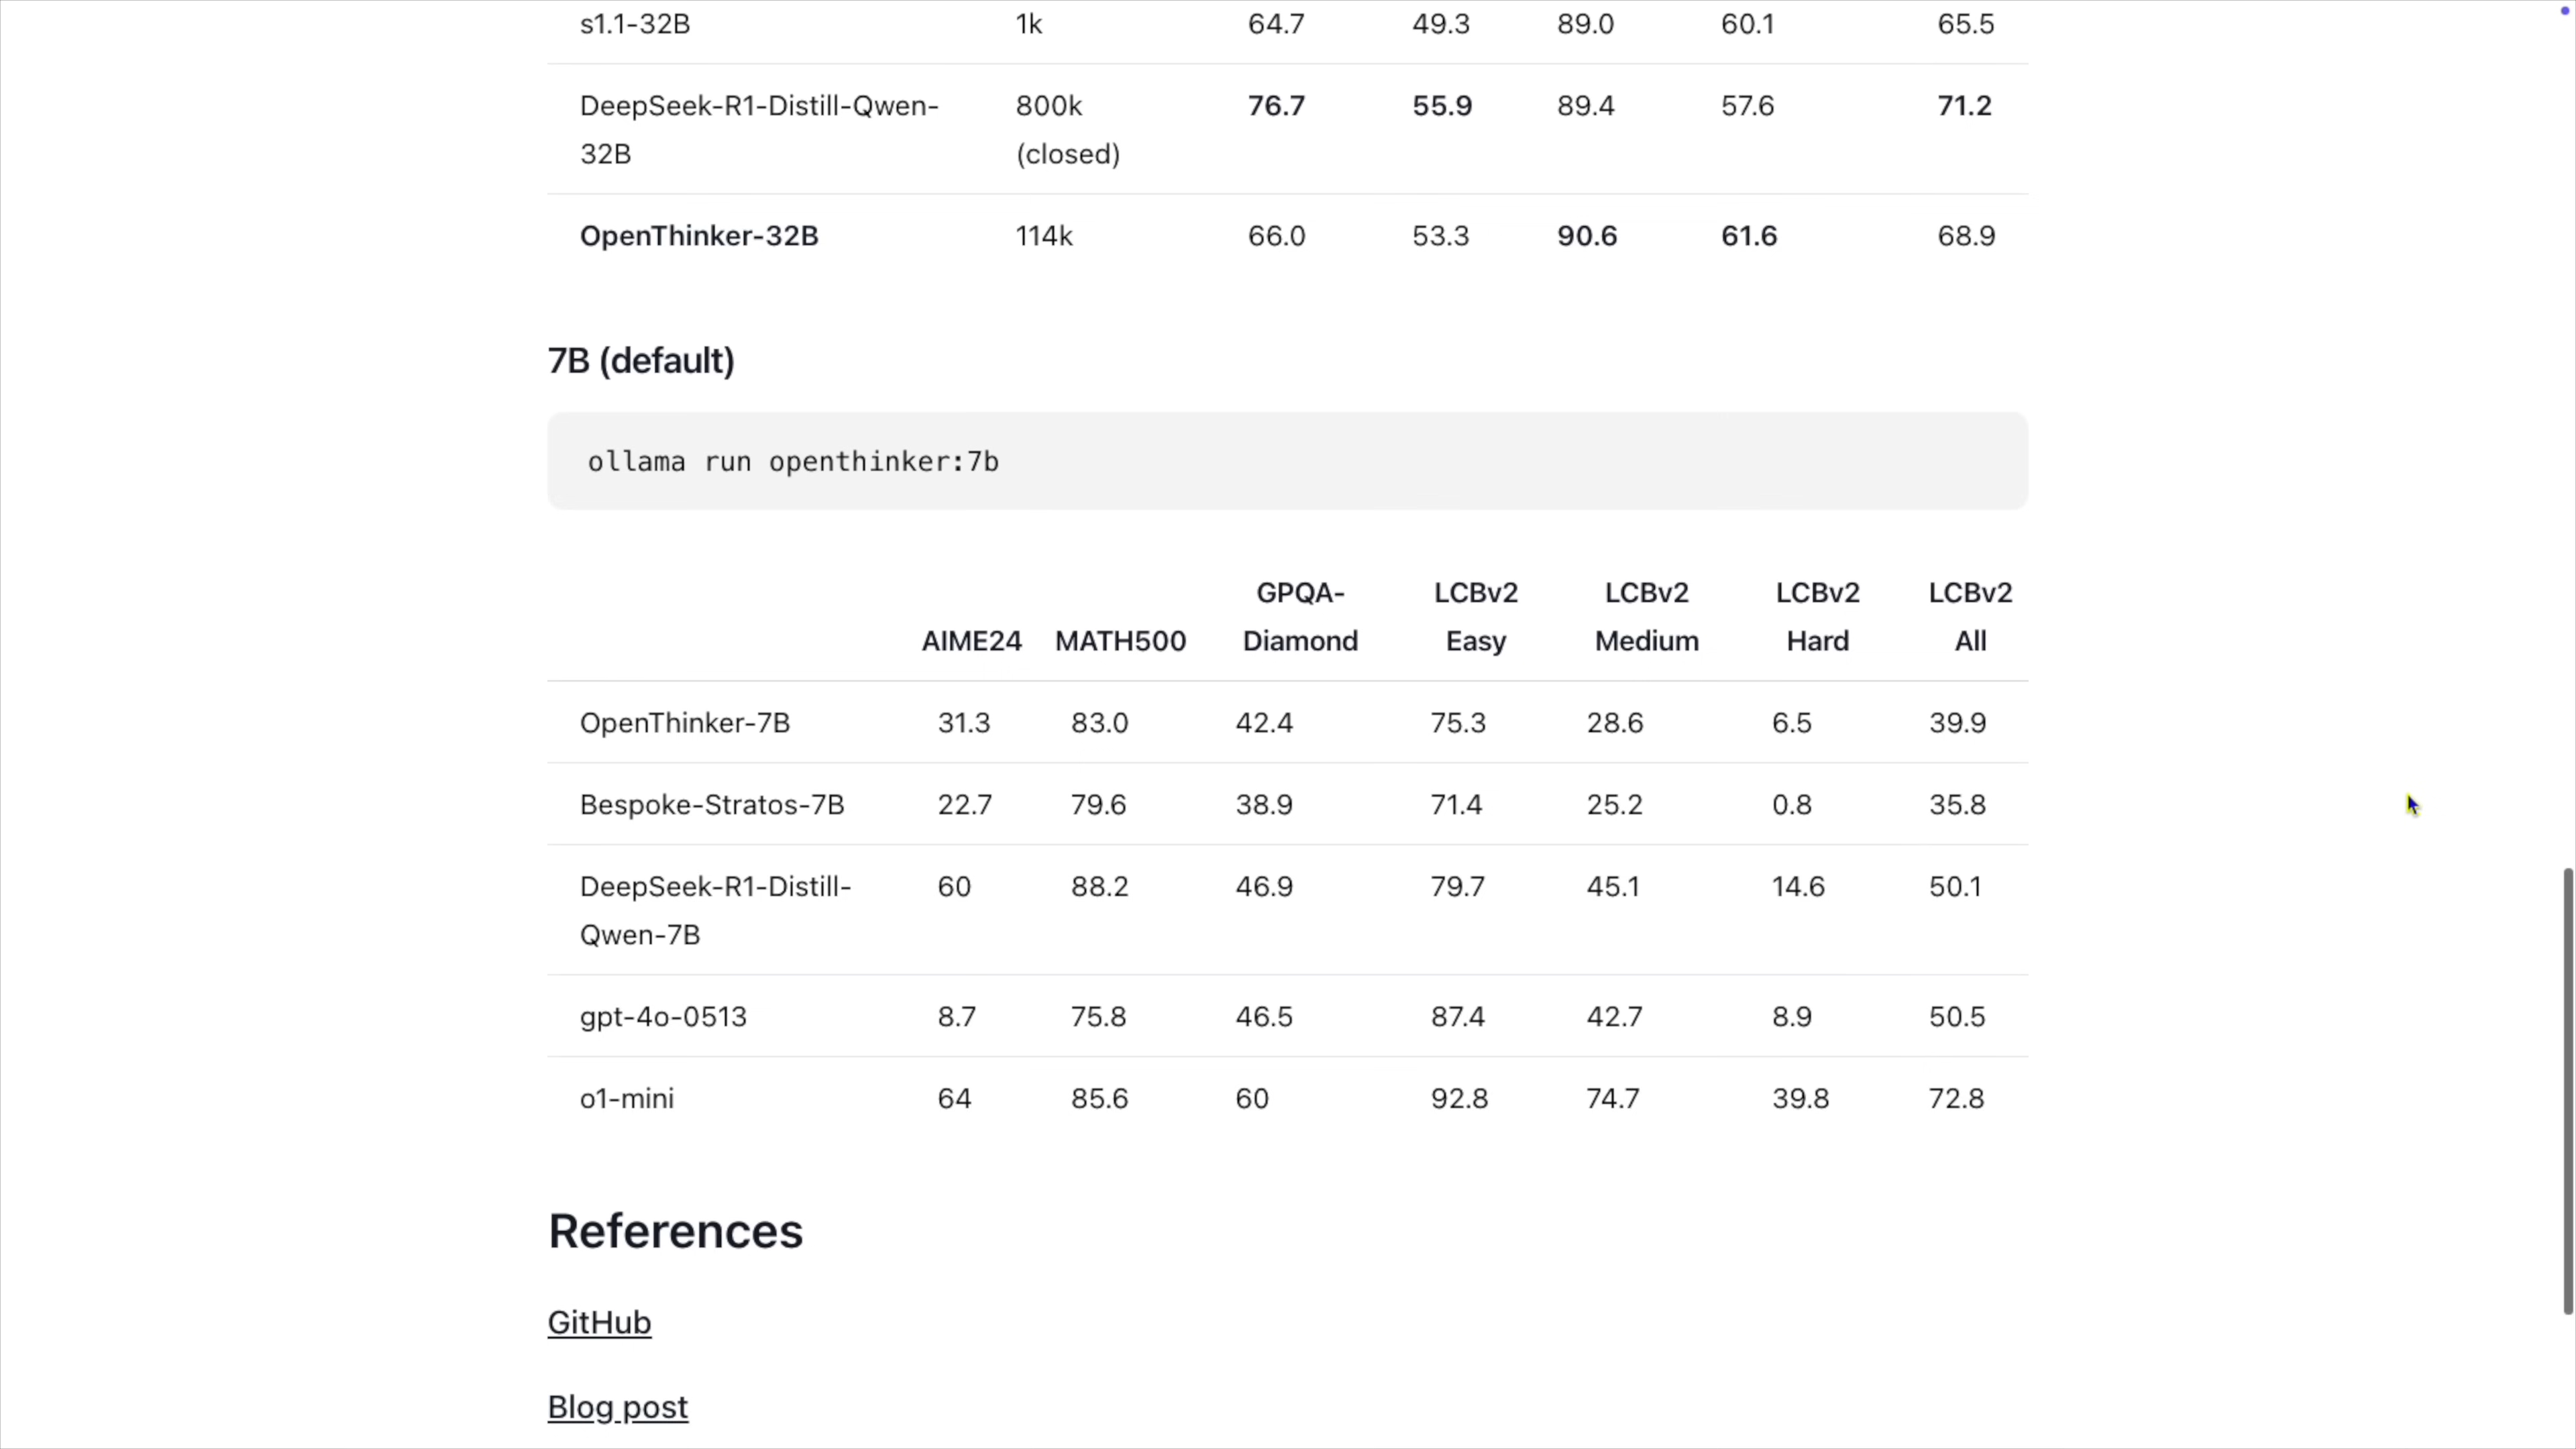 s1.1-32B 1k 64.7 49.3 89.0 60.1 65.5
DeepSeek-R1-Distill-Qwen- 800k 76.7 55.9 89.4 57.6 71.2
32B (closed)
OpenThinker-32B 114k 66.0 53.3 90.6 61.6 68.9
7B (default)
ollama run openthinker:7b
GPQA- LCBv2 LCBv2 LCBv2 LCBv2
AIME24 MATH500 Diamond Easy Medium Hard All
OpenThinker-7B 31.3 83.0 42.4 75.3 28.6 6.5 39.9
Bespoke-Stratos-7B 22.7 79.6 38.9 71.4 25.2 0.8 35.8
DeepSeek-R1-Distill- 60 88.2 46.9 79.7 45.1 14.6 50.1
Qwen-7B
gpt-4o-0513 8.7 75.8 46.5 87.4 42.7 8.9 50.5
o1-mini 64 85.6 60 92.8 74.7 39.8 72.8
References
GitHub
Blog post